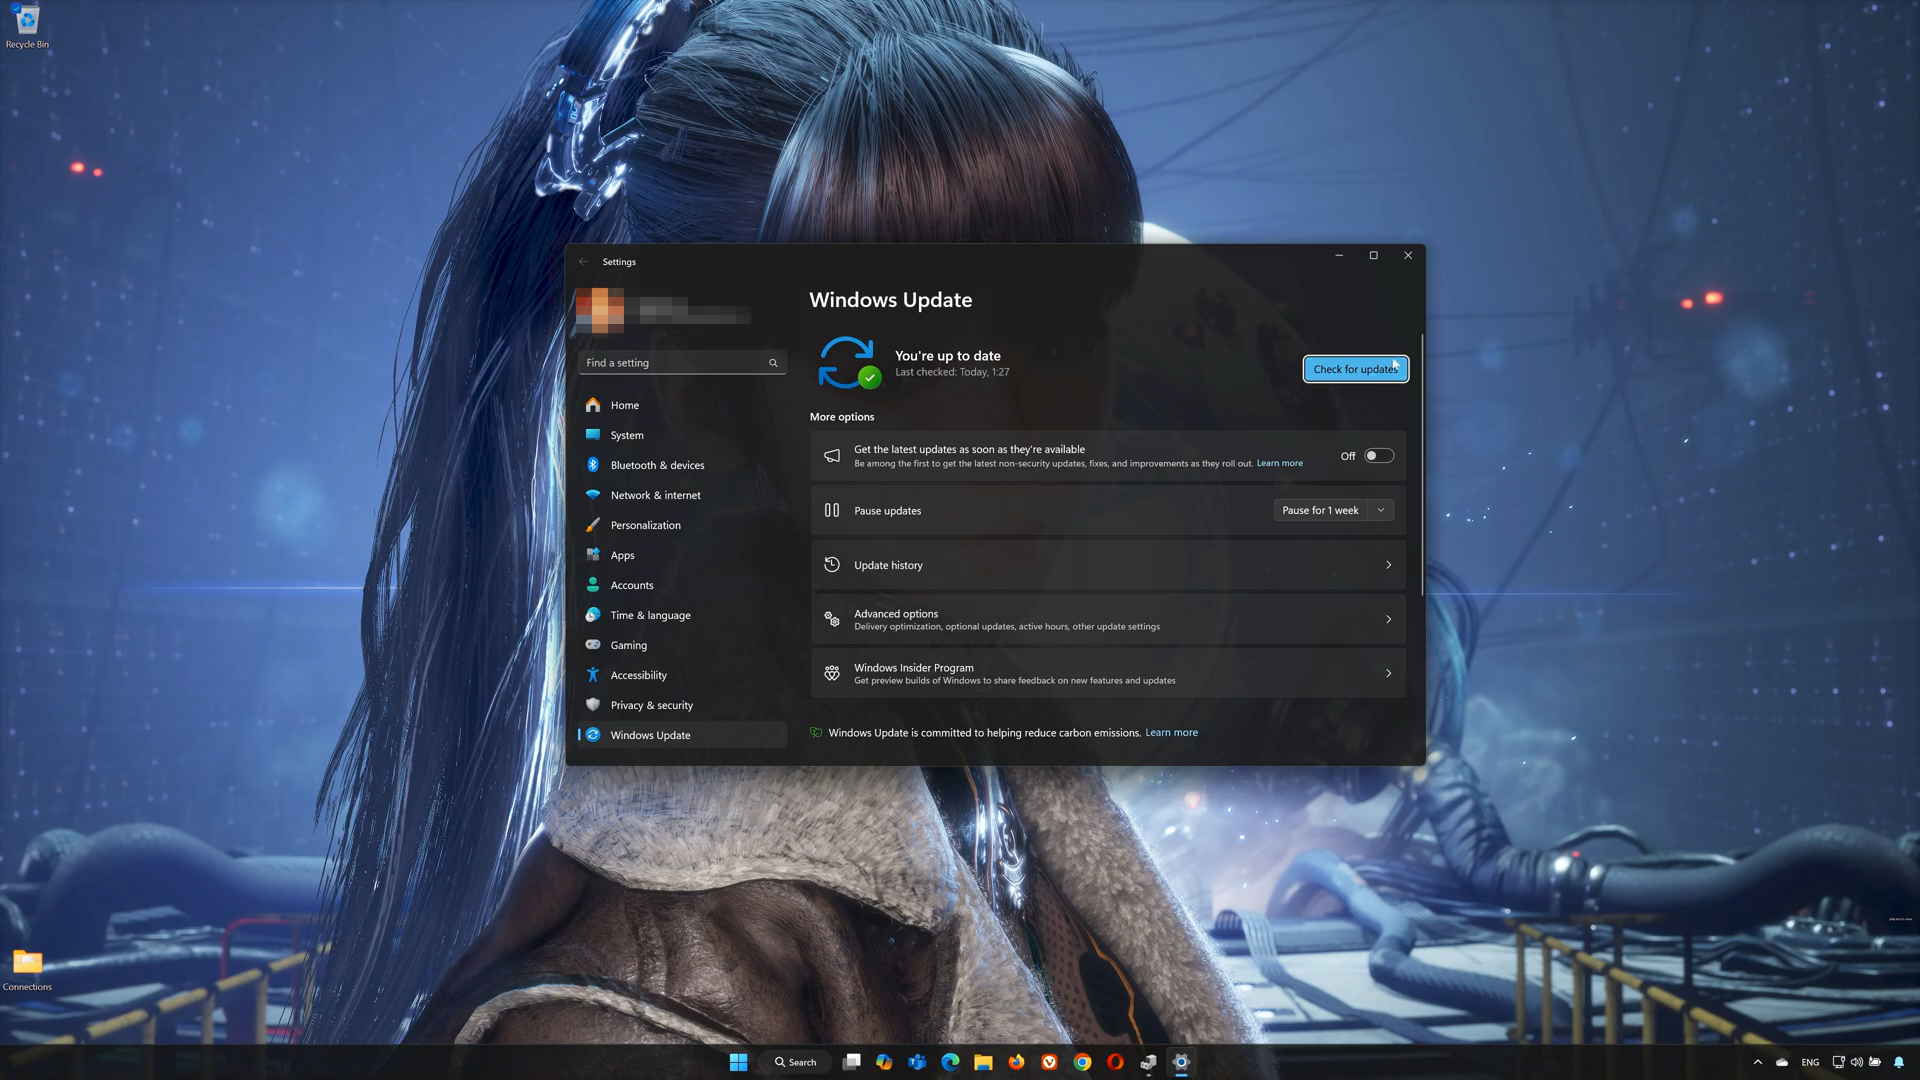 Recycle Bin
Settings
Find a setting
Home
System
Bluetooth & devices
Network & internet
Personalization
Apps
Accounts
Time & language
Gaming
Accessibility
Privacy & security
Windows Update
Windows Update
You're up to date
Last checked: Today, 1:27
Check for updates
More options
Get the latest updates as soon as they're available
Be among the first to get the latest non-security updates, fixes, and improvements as they roll out. Learn more
Off
Pause updates
Pause for 1 week
Update history
Advanced options
Delivery optimization, optional updates, active hours, other update settings
Windows Insider Program
Get preview builds of Windows to share feedback on new features and updates
Windows Update is committed to helping reduce carbon emissions. Learn more
Connections
Search
ENG